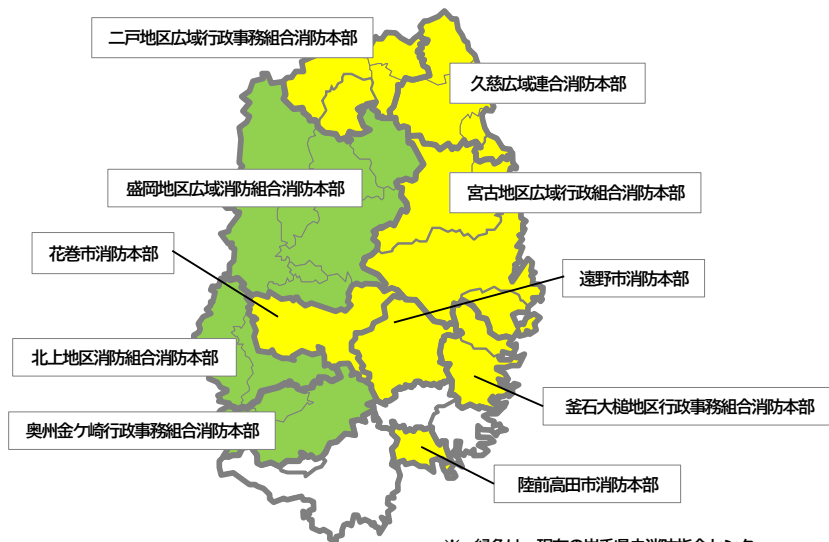 二戸地区広域行政事務組合消防本部
久慈広域連合消防本部
盛岡地区広域消防組合消防本部
宮古地区広域行政組合消防本部
花巻市消防本部
遠野市消防本部
北上地区消防組合消防本部
釜石大槌地区行政事務組合消防本部
奥州金ケ崎行政事務組合消防本部
陸前高田市消防本部